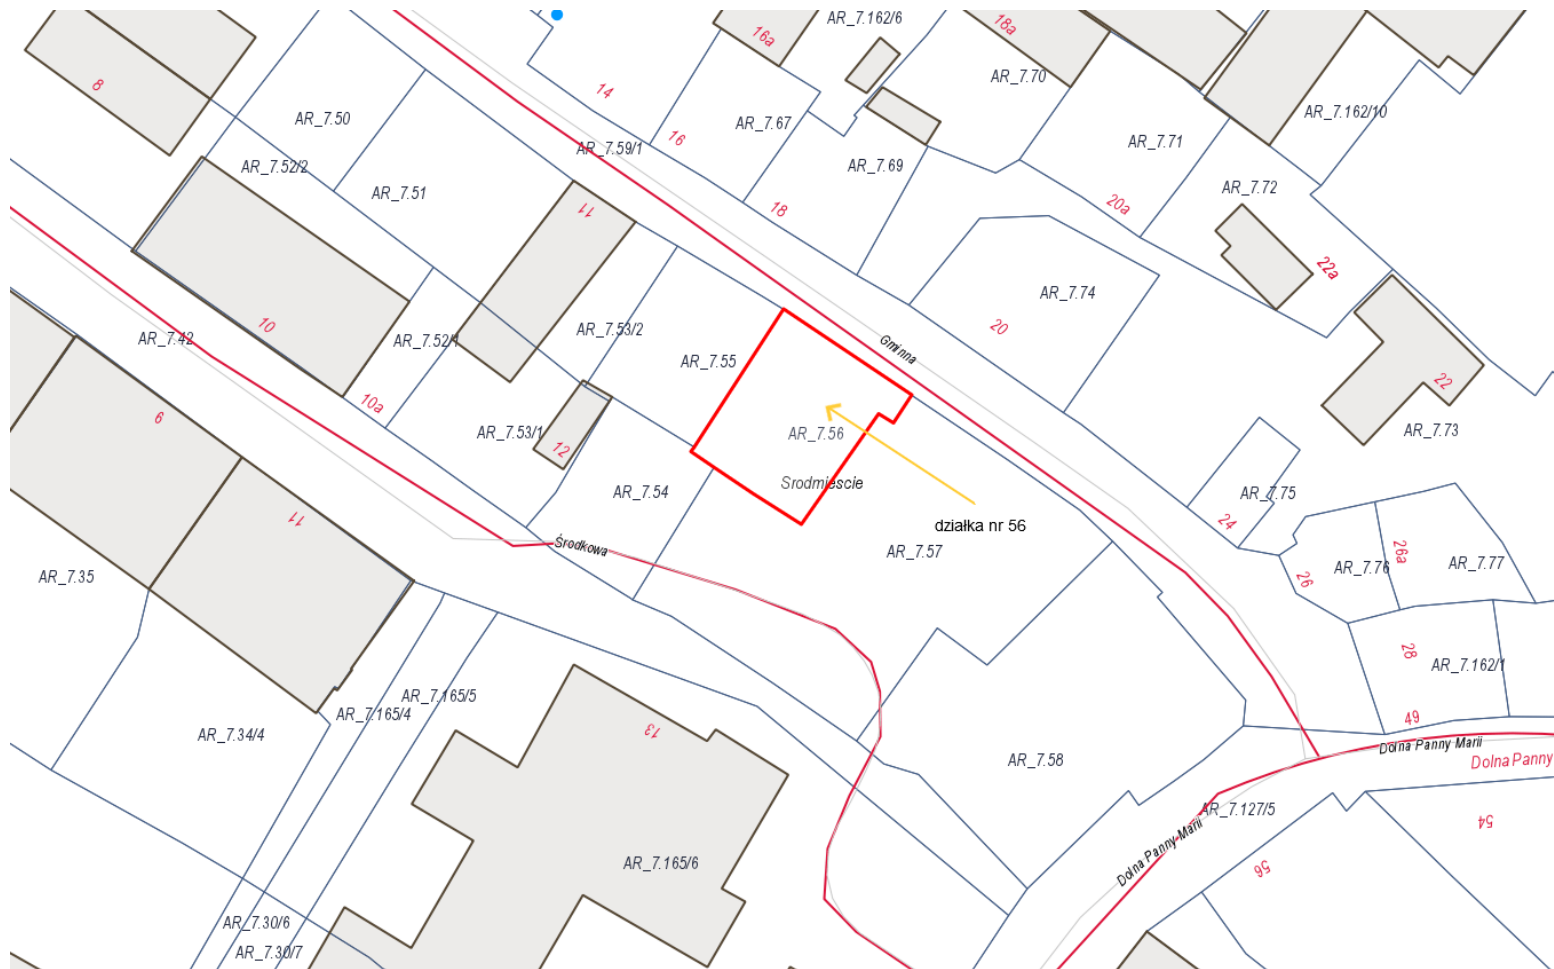 AR_7.162/6
16a
18a
AR_7.70
8
14
AR_7.162/10
AR_7.50
AR_7.67
16
AR_7.71
AR_7.59/1
AR_7.52/2
AR_7.69
AR_7.51
AR_7.72
20a
11
18
22a
AR_7.74
10
20
AR_7.53/2
AR_7.42
AR_7.52/1
Gminna
AR_7.55
22
10a
9
AR_7.53/1
AR_7.56
AR_7.73
12
Srodmiescie
AR_7.54
AR_7.75
11
działka nr 56
24
Środkowa
AR_7.57
26a
AR_7.76
AR_7.77
AR_7.35
26
28
AR_7.162/1
AR_7.165/5
AR_7.165/4
49
13
AR_7.34/4
Dolna Panny Marii
AR_7.58
Dolna Panny
AR_7.127/5
54
Dolna Panny Marii
AR_7.165/6
56
AR_7.30/6
AR_7.30/7